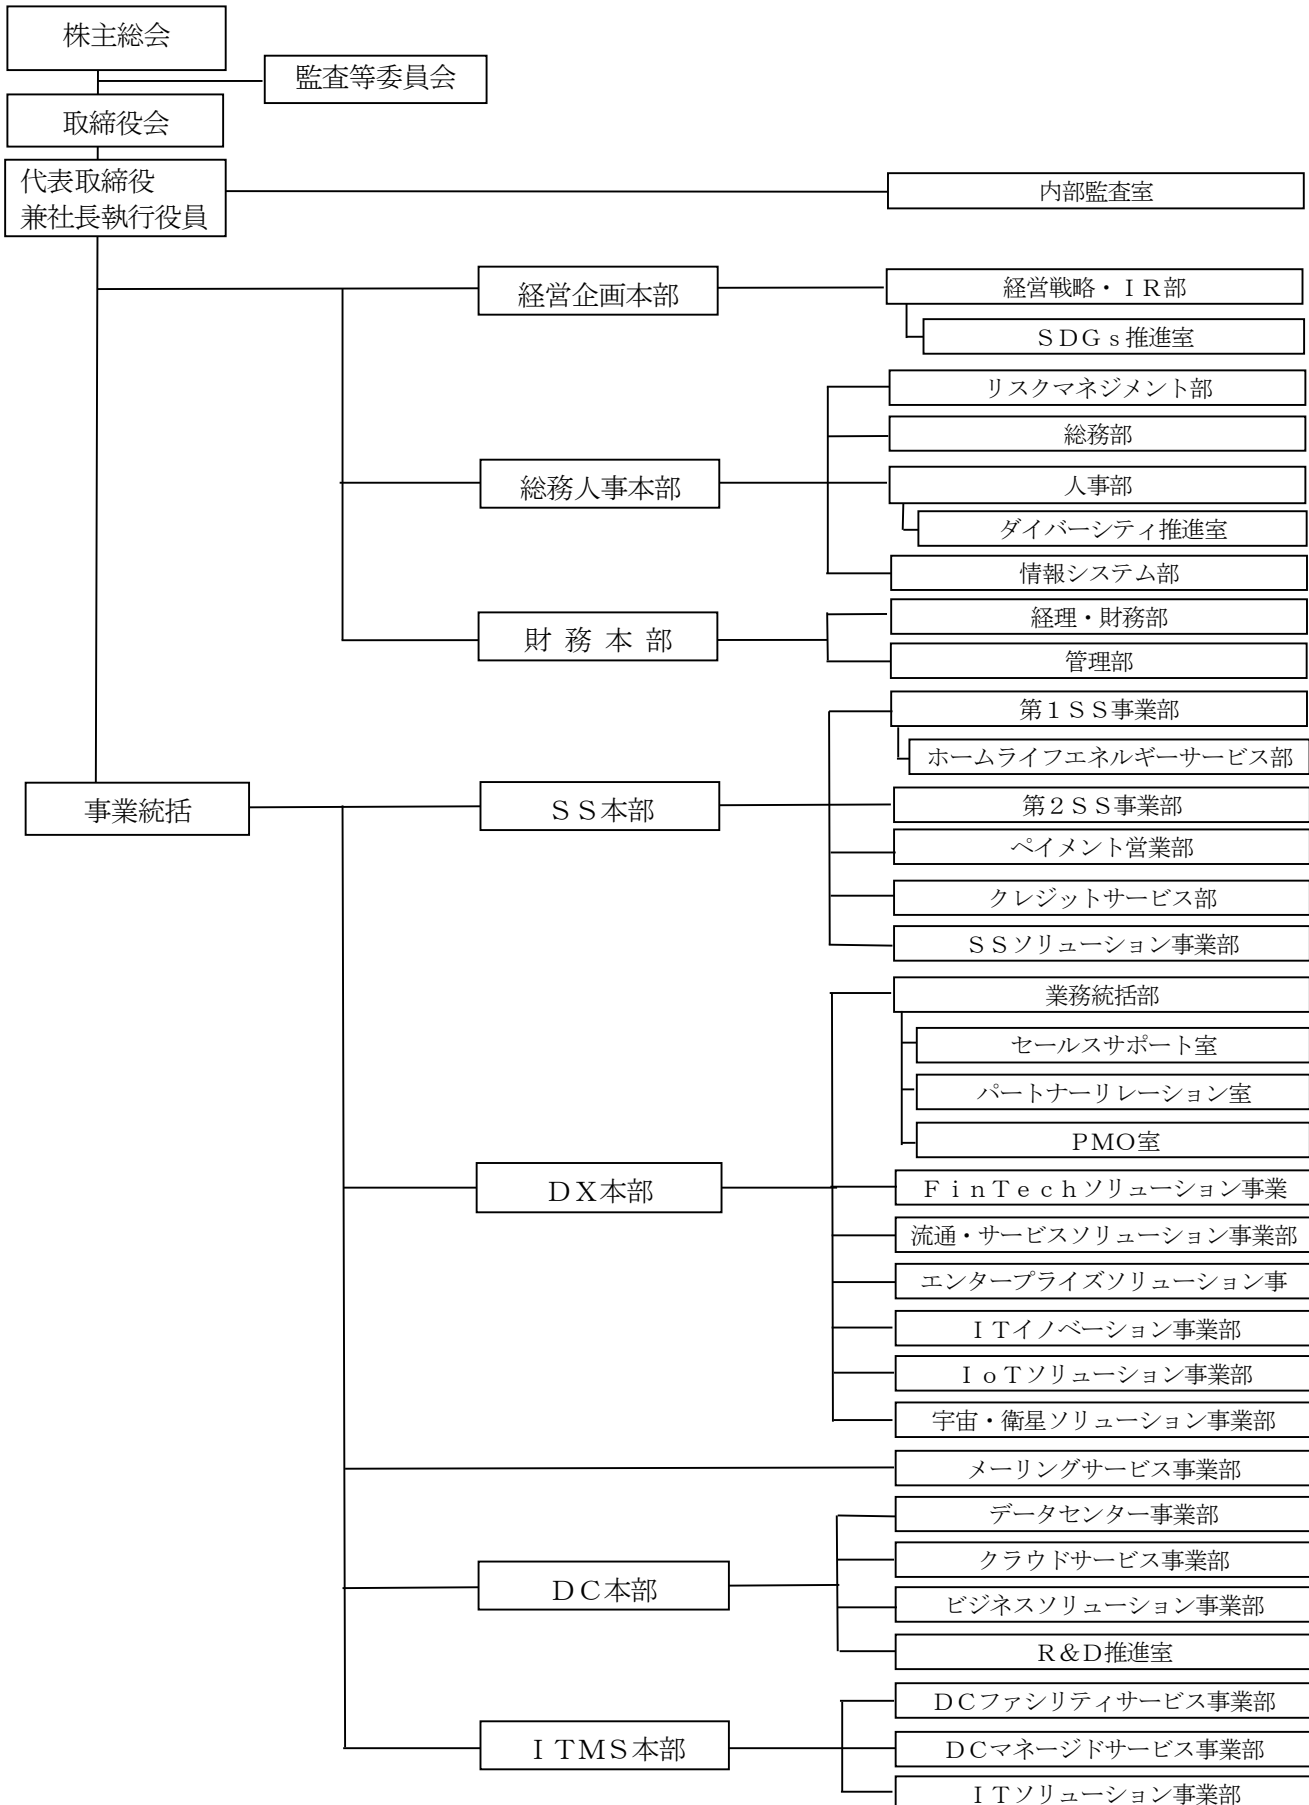 株主総会
監査等委員会
取締役会
代表取締役
兼社長執行役員
内部監査室
経営企画本部
経営戦略・ＩＲ部
ＳＤＧｓ推進室
リスクマネジメント部
総務部
総務人事本部
人事部
ダイバーシティ推進室
情報システム部
財 務 本 部
経理・財務部
管理部
第１ＳＳ事業部
ホームライフエネルギーサービス部
事業統括
ＳＳ本部
第２ＳＳ事業部
ペイメント営業部
クレジットサービス部
ＳＳソリューション事業部
業務統括部
セールスサポート室
パートナーリレーション室
ＰＭＯ室
ＤＸ本部
ＦｉｎＴｅｃｈソリューション事業
流通・サービスソリューション事業部
エンタープライズソリューション事
ＩＴイノベーション事業部
ＩｏＴソリューション事業部
宇宙・衛星ソリューション事業部
メーリングサービス事業部
データセンター事業部
クラウドサービス事業部
ＤＣ本部
ビジネスソリューション事業部
Ｒ＆Ｄ推進室
ＤＣファシリティサービス事業部
ＩＴＭＳ本部
ＤＣマネージドサービス事業部
ＩＴソリューション事業部